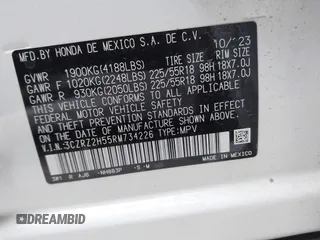 MFD. BY HONDA DE MEXICO S.A. DE C.V. 10/23
GVWR 1900KG(4188LBS) TIRE SIZE RIM SIZE
GAWR F 1020KG(2248LBS) 225/55R18 98H 18X7.0J
GAWR R 930KG(2050LBS) 225/55R18 98H 18X7.0J
THIS VEHICLE CONFORMS TO ALL APPLICABLE FEDERAL MOTOR VEHICLE
SAFETY AND THEFT PREVENTION STANDARDS IN EFFECT ON THE DATE OF
MANUFACTURE SHOWN ABOVE.
V.I.N:3CZRZ2H55RM734226 TYPE:MPV
301 R AJ6 NH883P -S -M
MADE IN MEXICO
DREAMBID